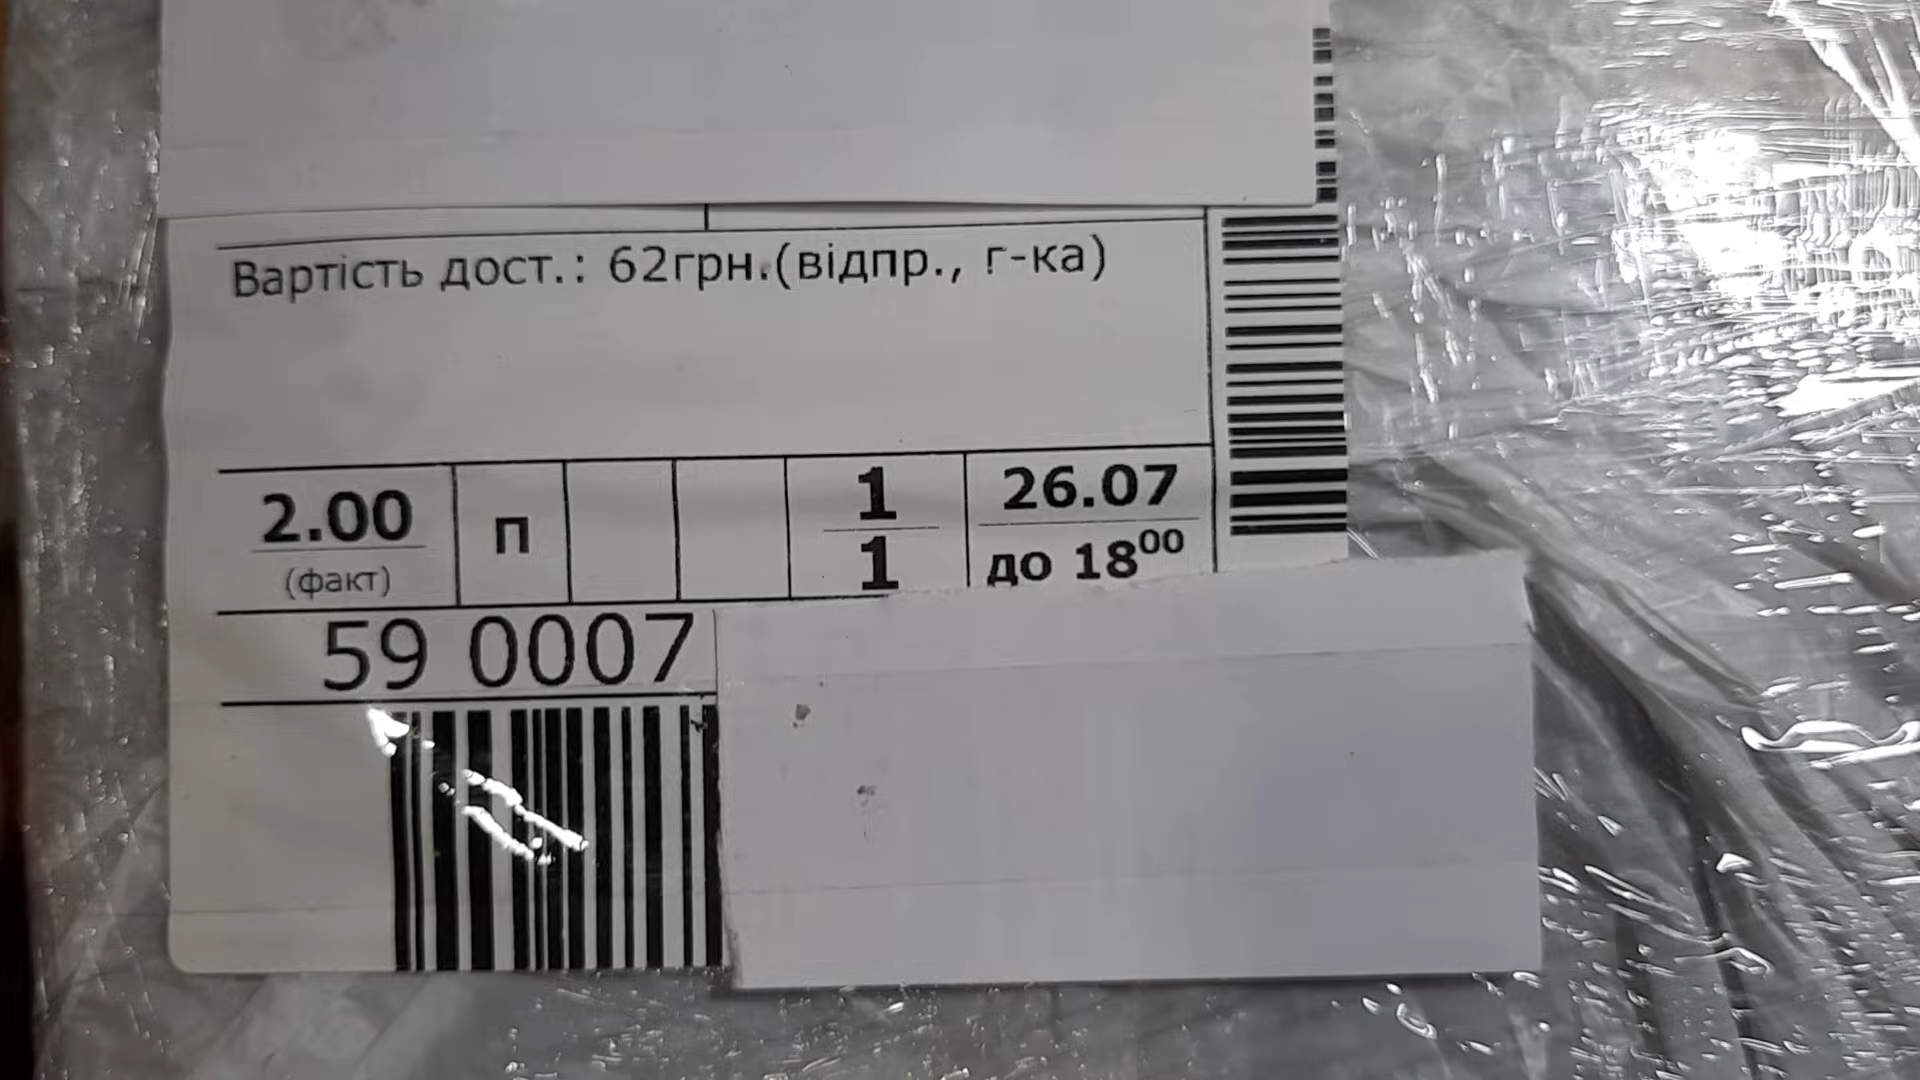 Вартість дост.: 62грн.(відпр., г-ка)
2.00 п 1 26.07
(факт) 1 до 18⁰⁰
59 0007